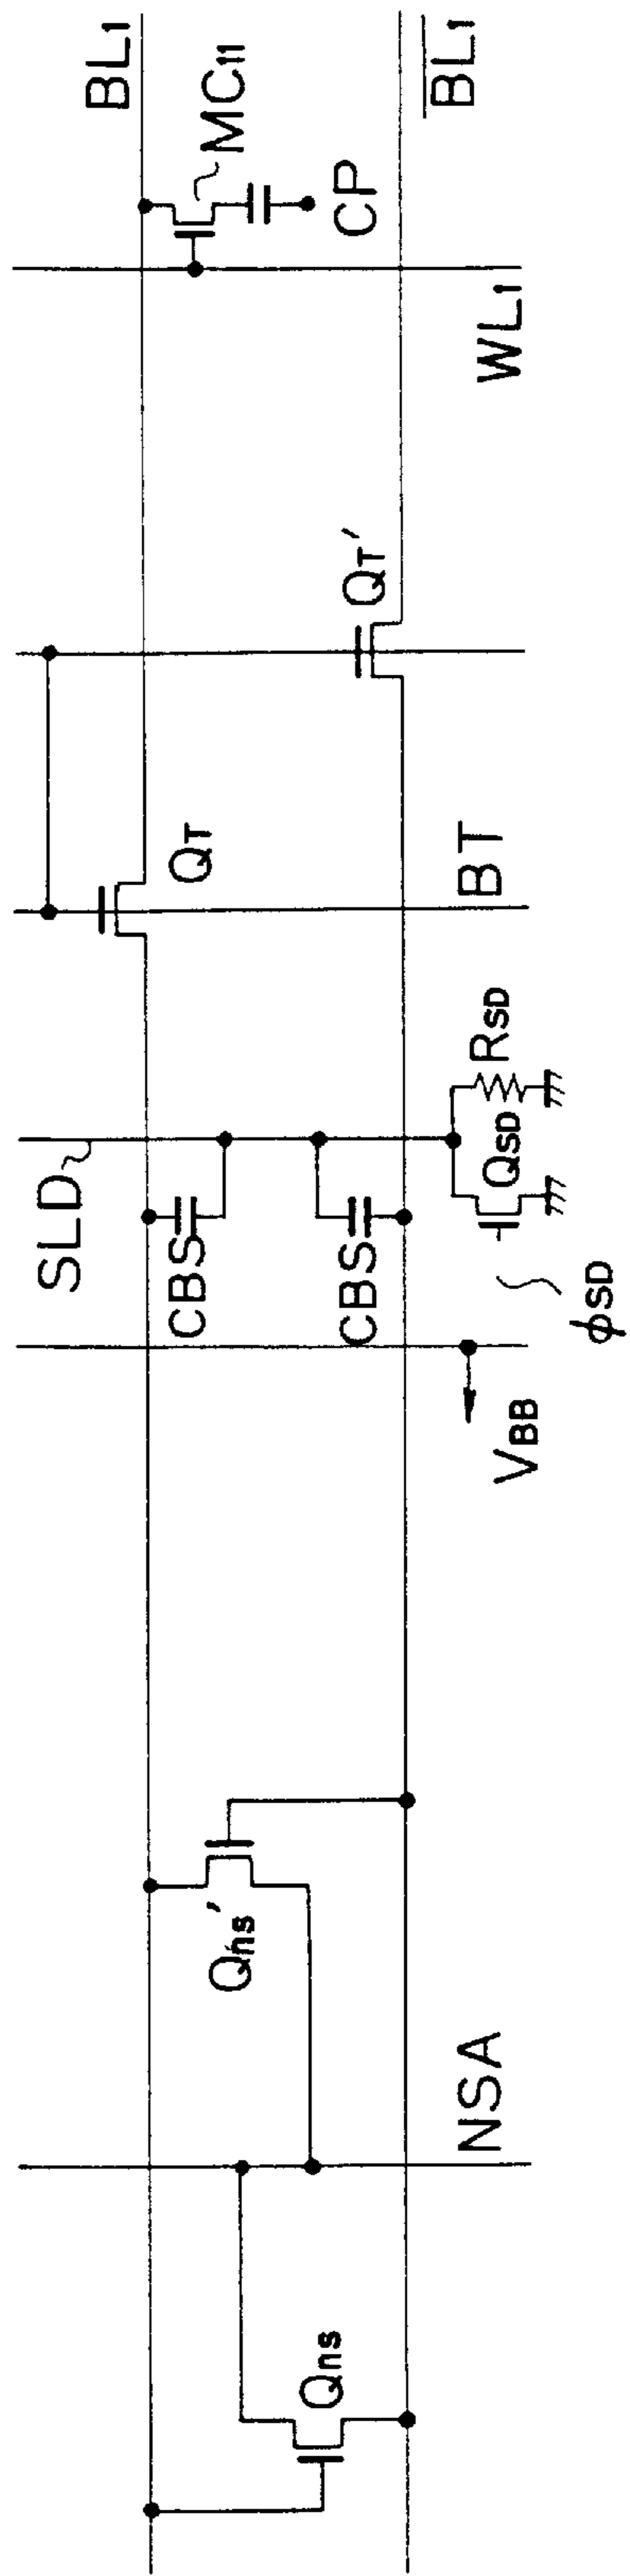 BL1
MC11
CP
BL1
WL1
QT'
QT
BT
SLD
CBS
CBS
RSD
QSD
ϕSD
VBB
Qns'
NSA
Qns